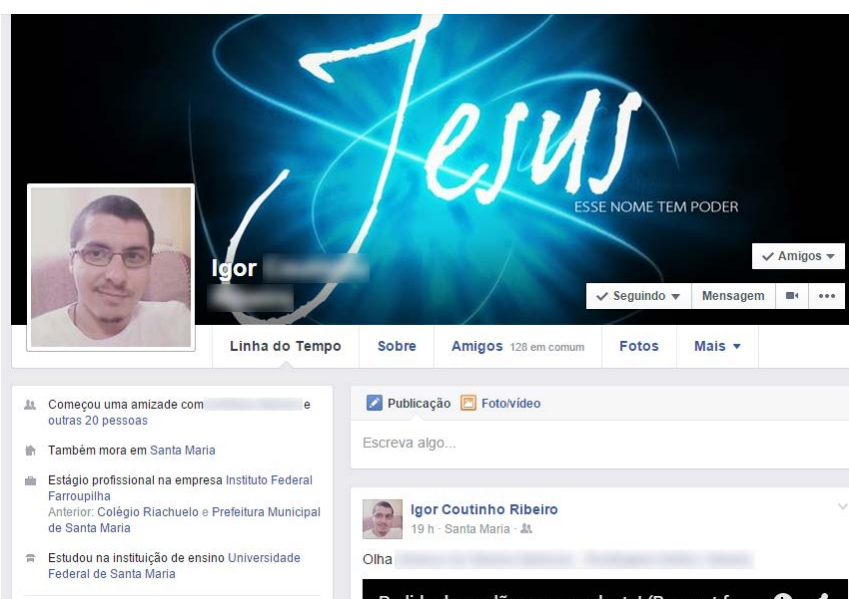 Jesus
ESSE NOME TEM PODER
Igor
Amigos
Seguindo
Mensagem
Linha do Tempo
Sobre
Amigos 128 em comum
Fotos
Mais
Começou uma amizade com e
outras 20 pessoas
Também mora em Santa Maria
Estágio profissional na empresa Instituto Federal
Farroupilha
Anterior: Colégio Riachuelo e Prefeitura Municipal
de Santa Maria
Estudou na instituição de ensino Universidade
Federal de Santa Maria
Publicação Foto/vídeo
Escreva algo...
Igor Coutinho Ribeiro
19 h · Santa Maria ·
Olha